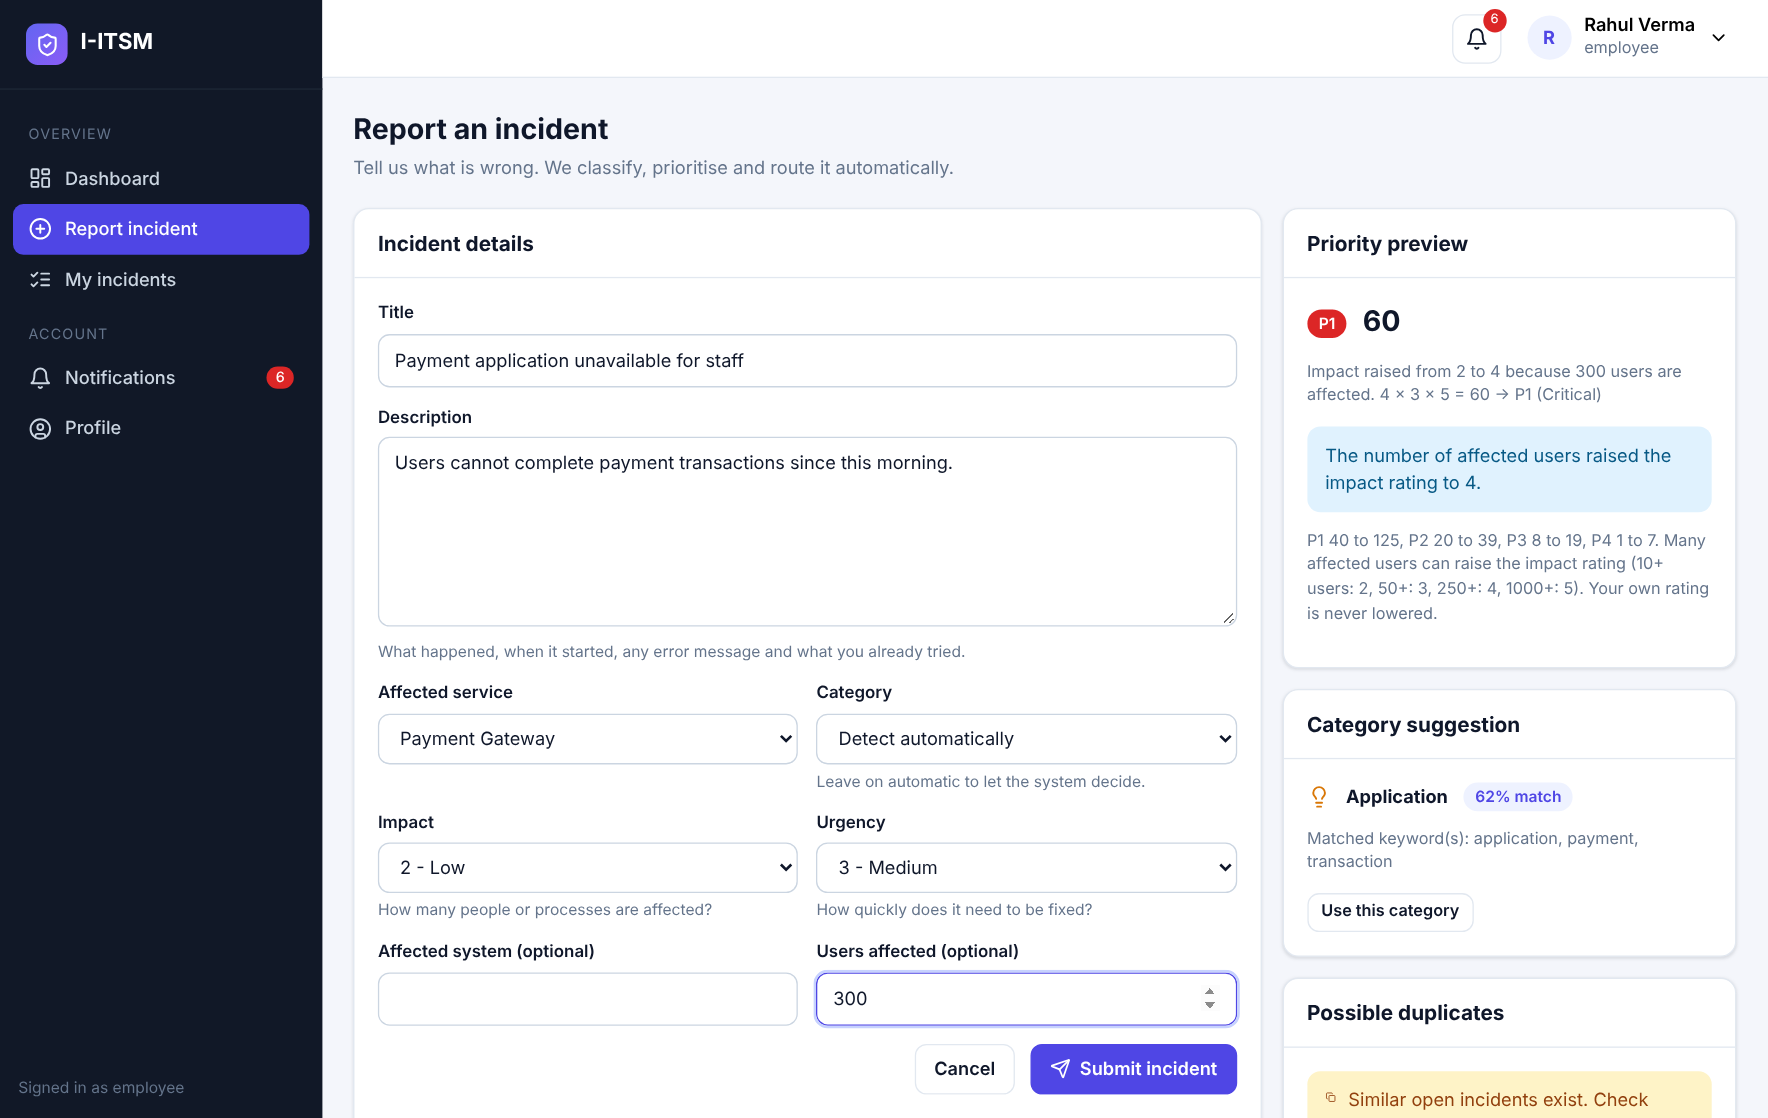 I-ITSM
OVERVIEW
Dashboard
Report incident
My incidents
ACCOUNT
Notifications
6
Profile
Signed in as employee
6
R
Rahul Verma
employee
Report an incident
Tell us what is wrong. We classify, prioritise and route it automatically.
Incident details
Title
Payment application unavailable for staff
Description
Users cannot complete payment transactions since this morning.
What happened, when it started, any error message and what you already tried.
Affected service
Category
Payment Gateway
Detect automatically
Leave on automatic to let the system decide.
Impact
Urgency
2 - Low
3 - Medium
How many people or processes are affected?
How quickly does it need to be fixed?
Affected system (optional)
Users affected (optional)
300
Cancel
Submit incident
Priority preview
P1
60
Impact raised from 2 to 4 because 300 users are
affected. 4 × 3 × 5 = 60 → P1 (Critical)
The number of affected users raised the
impact rating to 4.
P1 40 to 125, P2 20 to 39, P3 8 to 19, P4 1 to 7. Many
affected users can raise the impact rating (10+
users: 2, 50+: 3, 250+: 4, 1000+: 5). Your own rating
is never lowered.
Category suggestion
Application
62% match
Matched keyword(s): application, payment,
transaction
Use this category
Possible duplicates
Similar open incidents exist. Check